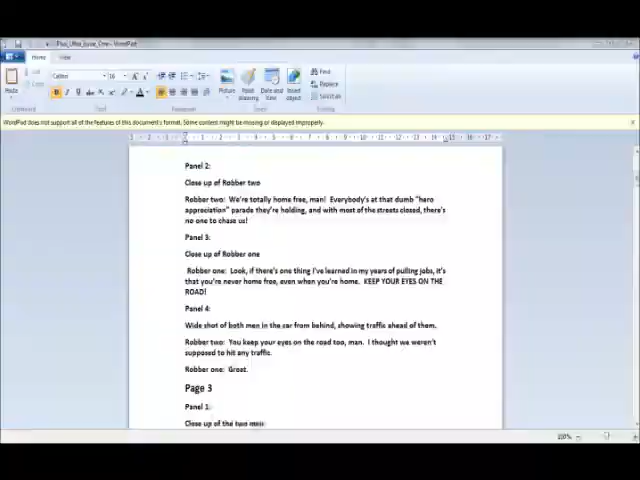 Plus_Ultra_Issue_One - WordPad
Home
View
Cut
Copy
Paste
Calibri
16
Picture
Paint
drawing
Date and
time
Insert
object
Find
Replace
Select all
Clipboard
Font
Paragraph
Insert
Editing
WordPad does not support all of the features of this document's format. Some content might be missing or displayed improperly.
Panel 2:
Close up of Robber two
Robber two: We're totally home free, man! Everybody's at that dumb "hero
appreciation" parade they're holding, and with most of the streets closed, there's
no one to chase us!
Panel 3:
Close up of Robber one
Robber one: Look, if there's one thing I've learned in my years of pulling jobs, it's
that you're never home free, even when you're home. KEEP YOUR EYES ON THE
ROAD!
Panel 4:
Wide shot of both men in the car from behind, showing traffic ahead of them.
Robber two: You keep your eyes on the road too, man. I thought we weren't
supposed to hit any traffic.
Robber one: Great.
Page 3
Panel 1:
Close up of the two men
100%